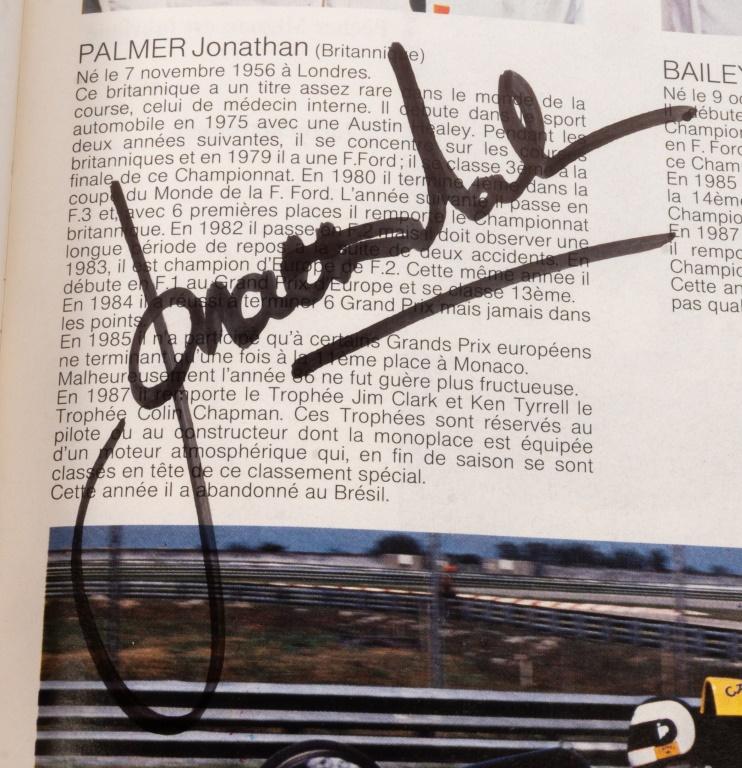 PALMER Jonathan (Britannière)
Né le 7 novembre 1956 à Londres.
Ce britannique a un titre assez rare dans le monde de la
course, celui de médecin interne. Il débute dans le sport
automobile en 1975 avec une Austin Healey. Pendant les
deux années suivantes, il se concentre sur les courses
britanniques et en 1979 il a une F.Ford ; il se classe 3ème à la
finale de ce Championnat. En 1980 il termine 4ème dans la
coupe du Monde de la F. Ford. L'année suivante il passe en
F.3 et, avec 6 premières places il remporte le Championnat
britannique. En 1982 il passe en F.2 mais il doit observer une
longue période de repos à la suite de deux accidents. En
1983, il est champion d'Europe de F.2. Cette même année il
débute en F.1 au Grand Prix d'Europe et se classe 13ème.
En 1984 il a réussi à terminer 6 Grand Prix mais jamais dans
les points.
En 1985 il n'a participé qu'à certains Grands Prix européens
ne terminant qu'une fois à la 11ème place à Monaco.
Malheureusement l'année 86 ne fut guère plus fructueuse.
En 1987 il remporte le Trophée Jim Clark et Ken Tyrrell le
Trophée Colin Chapman. Ces Trophées sont réservés au
pilote ou au constructeur dont la monoplace est équipée
d'un moteur atmosphérique qui, en fin de saison se sont
classés en tête de ce classement spécial.
Cette année il a abandonné au Brésil.
BAILEY
Né le 9
Il débute
Champion
en F. Ford
ce Cham
En 1985
la 14ème
Champio
En 1987
il rempo
Champio
Cette an
pas qual